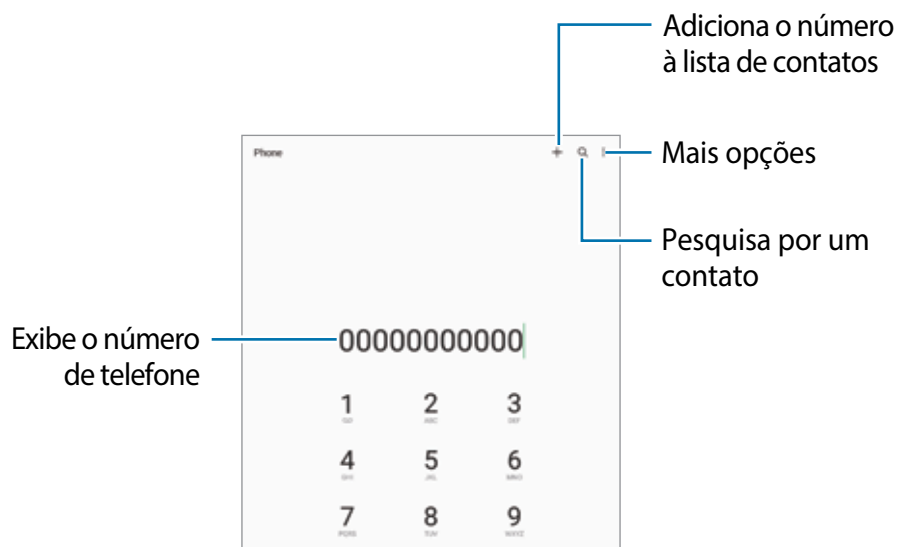 Adiciona o número
à lista de contatos
Phone
Mais opções
Pesquisa por um
contato
Exibe o número
de telefone
00000000000
1 2 3
ABC DEF
4 5 6
GHI JKL MNO
7 8 9
PQRS TUV WXYZ